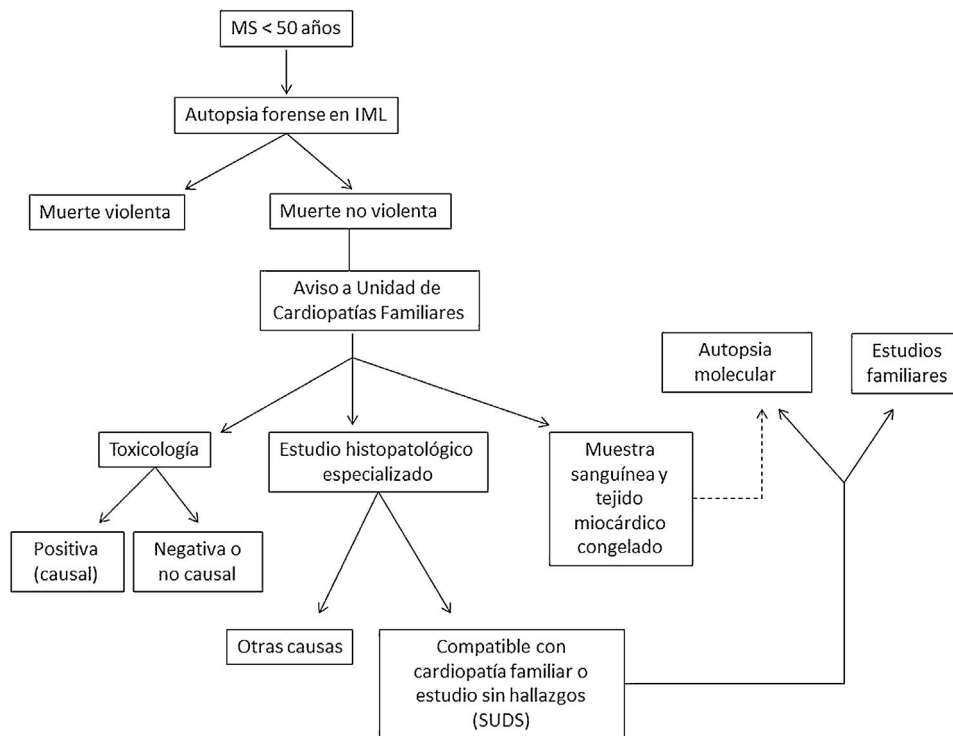 MS < 50 años
Autopsia forense en IML
Muerte violenta
Muerte no violenta
Aviso a Unidad de
Cardiopatías Familiares
Autopsia
molecular
Estudios
familiares
Toxicología
Estudio histopatológico
especializado
Muestra
sanguínea y
tejido
miocárdico
congelado
Positiva
(causal)
Negativa o
no causal
Otras causas
Compatible con
cardiopatía familiar o
estudio sin hallazgos
(SUDS)